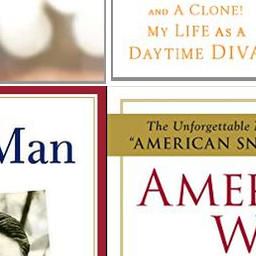 AND A CLONE!
MY LIFE AS A
DAYTIME DIVA
Man
The Unforgettable
"AMERICAN SN
AMER
W